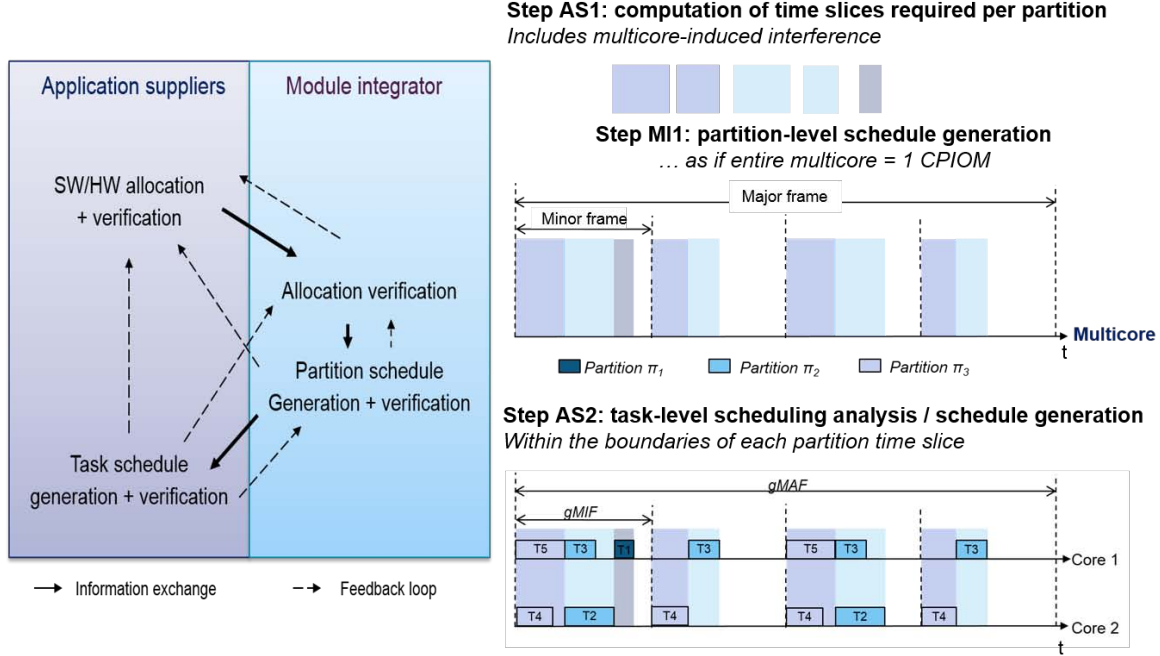 Application suppliers
Module integrator
SW/HW allocation
+ verification
Allocation verification
Partition schedule
Generation + verification
Task schedule
generation + verification
Information exchange
Feedback loop
Step AS1: computation of time slices required per partition
Includes multicore-induced interference
Step MI1: partition-level schedule generation
… as if entire multicore = 1 CPIOM
Major frame
Minor frame
Multicore
t
Partition π1
Partition π2
Partition π3
Step AS2: task-level scheduling analysis / schedule generation
Within the boundaries of each partition time slice
gMAF
gMIF
T5 T3 T1 T3 T5 T3 T3
Core 1
T4 T2 T4 T4 T2 T4
Core 2
t